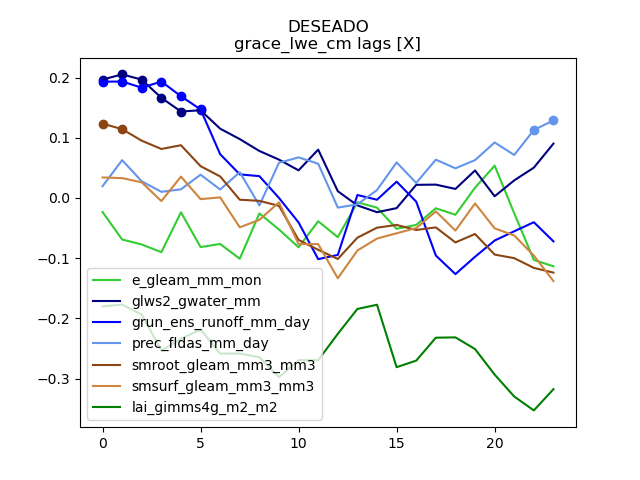 DESEADO
grace_lwe_cm lags [X]
0.2
0.1
0.0
−0.1
−0.2
−0.3
e_gleam_mm_mon
glws2_gwater_mm
grun_ens_runoff_mm_day
prec_fldas_mm_day
smroot_gleam_mm3_mm3
smsurf_gleam_mm3_mm3
lai_gimms4g_m2_m2
0 5 10 15 20